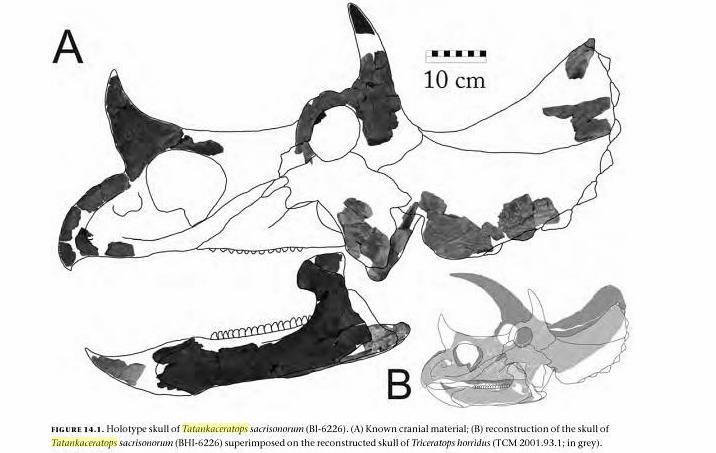 A
10 cm
B
FIGURE 14.1. Holotype skull of Tatankaceratops sacrisonorum (BI-6226). (A) Known cranial material; (B) reconstruction of the skull of
Tatankaceratops sacrisonorum (BHI-6226) superimposed on the reconstructed skull of Triceratops horridus (TCM 2001.93.1; in grey).